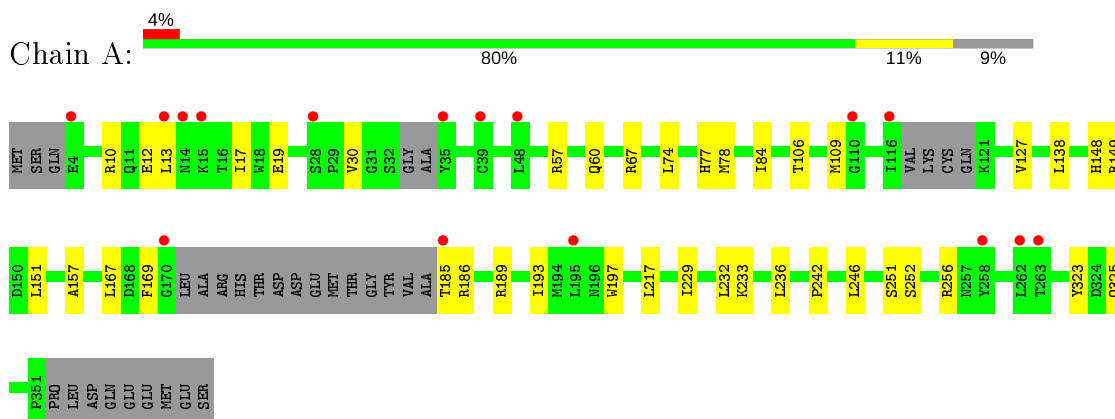 4%
Chain A:
80% 11% 9%
MET SER GLN E4 R10 Q11 E12 L13 N14 K15 T16 I17 W18 E19 S28 P29 V30 G31 S32 GLY ALA Y35 C39 L48 R57 Q60 R67 L74 H77 M78 I84 T106 M109 G110 I116 VAL LYS CYS GLN K121 V127 L138 H148 R149
D150 L151 A157 L167 D168 F169 G170 LEU ALA ARG HIS THR ASP ASP GLU MET THR GLY TYR VAL ALA T185 R186 R189 I193 M194 L195 N196 W197 L217 I229 L232 K233 L236 P242 L246 S251 S252 R256 N257 Y258 L262 T263 Y323 D324
P351 PRO LEU ASP GLN GLU GLU MET GLU SER